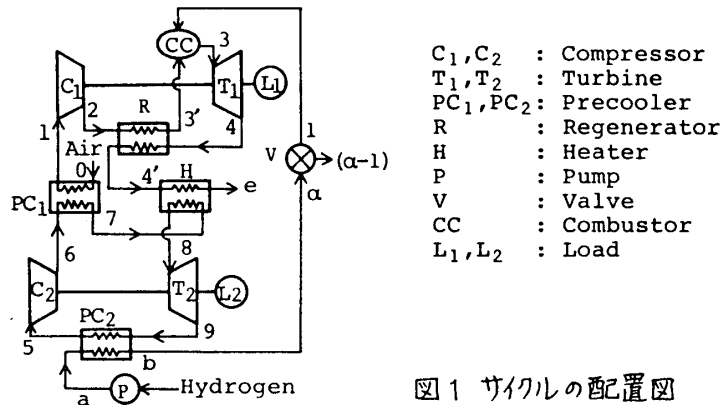 CC
3
C₁
T₁
L₁
2
R
3'
1
4
1
Air
0
V
(α-1)
4'
H
e
α
PC₁
7
6
8
C₂
T₂
L₂
PC₂
5
9
b
a
P
Hydrogen
C₁,C₂ : Compressor
T₁,T₂ : Turbine
PC₁,PC₂: Precooler
R : Regenerator
H : Heater
P : Pump
V : Valve
CC : Combustor
L₁,L₂ : Load
図1 サイクルの配置図